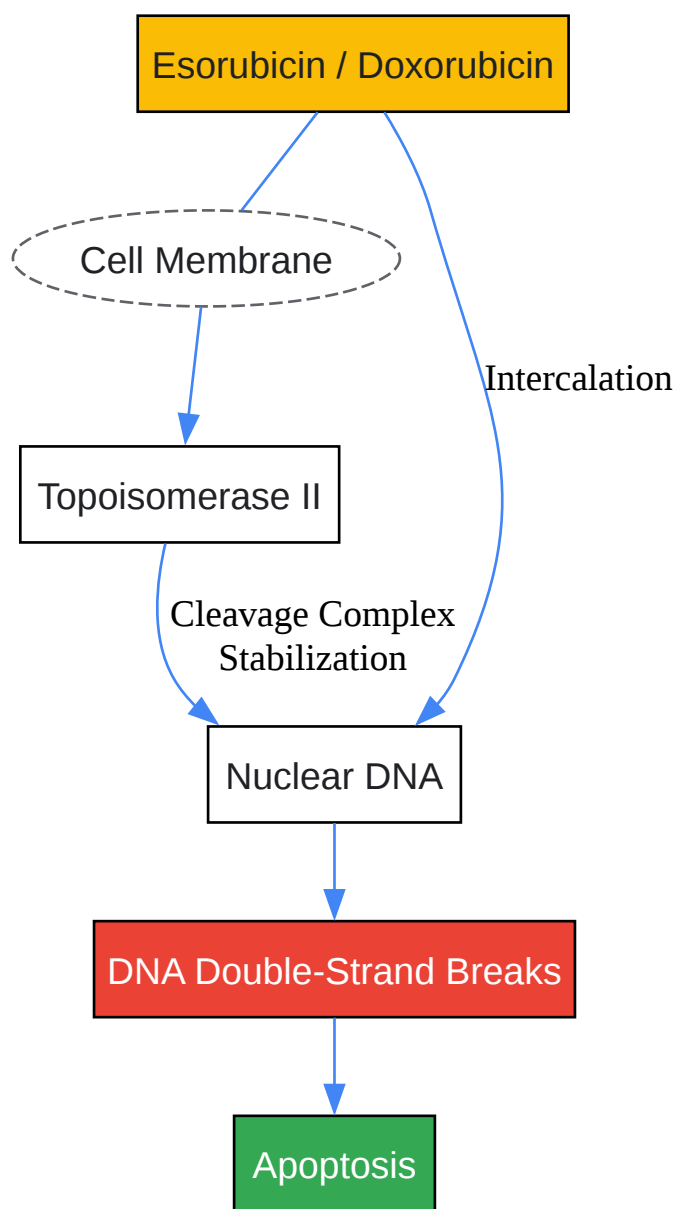 Esorubicin / Doxorubicin
Cell Membrane
Intercalation
Topoisomerase II
Cleavage Complex
Stabilization
Nuclear DNA
DNA Double-Strand Breaks
Apoptosis